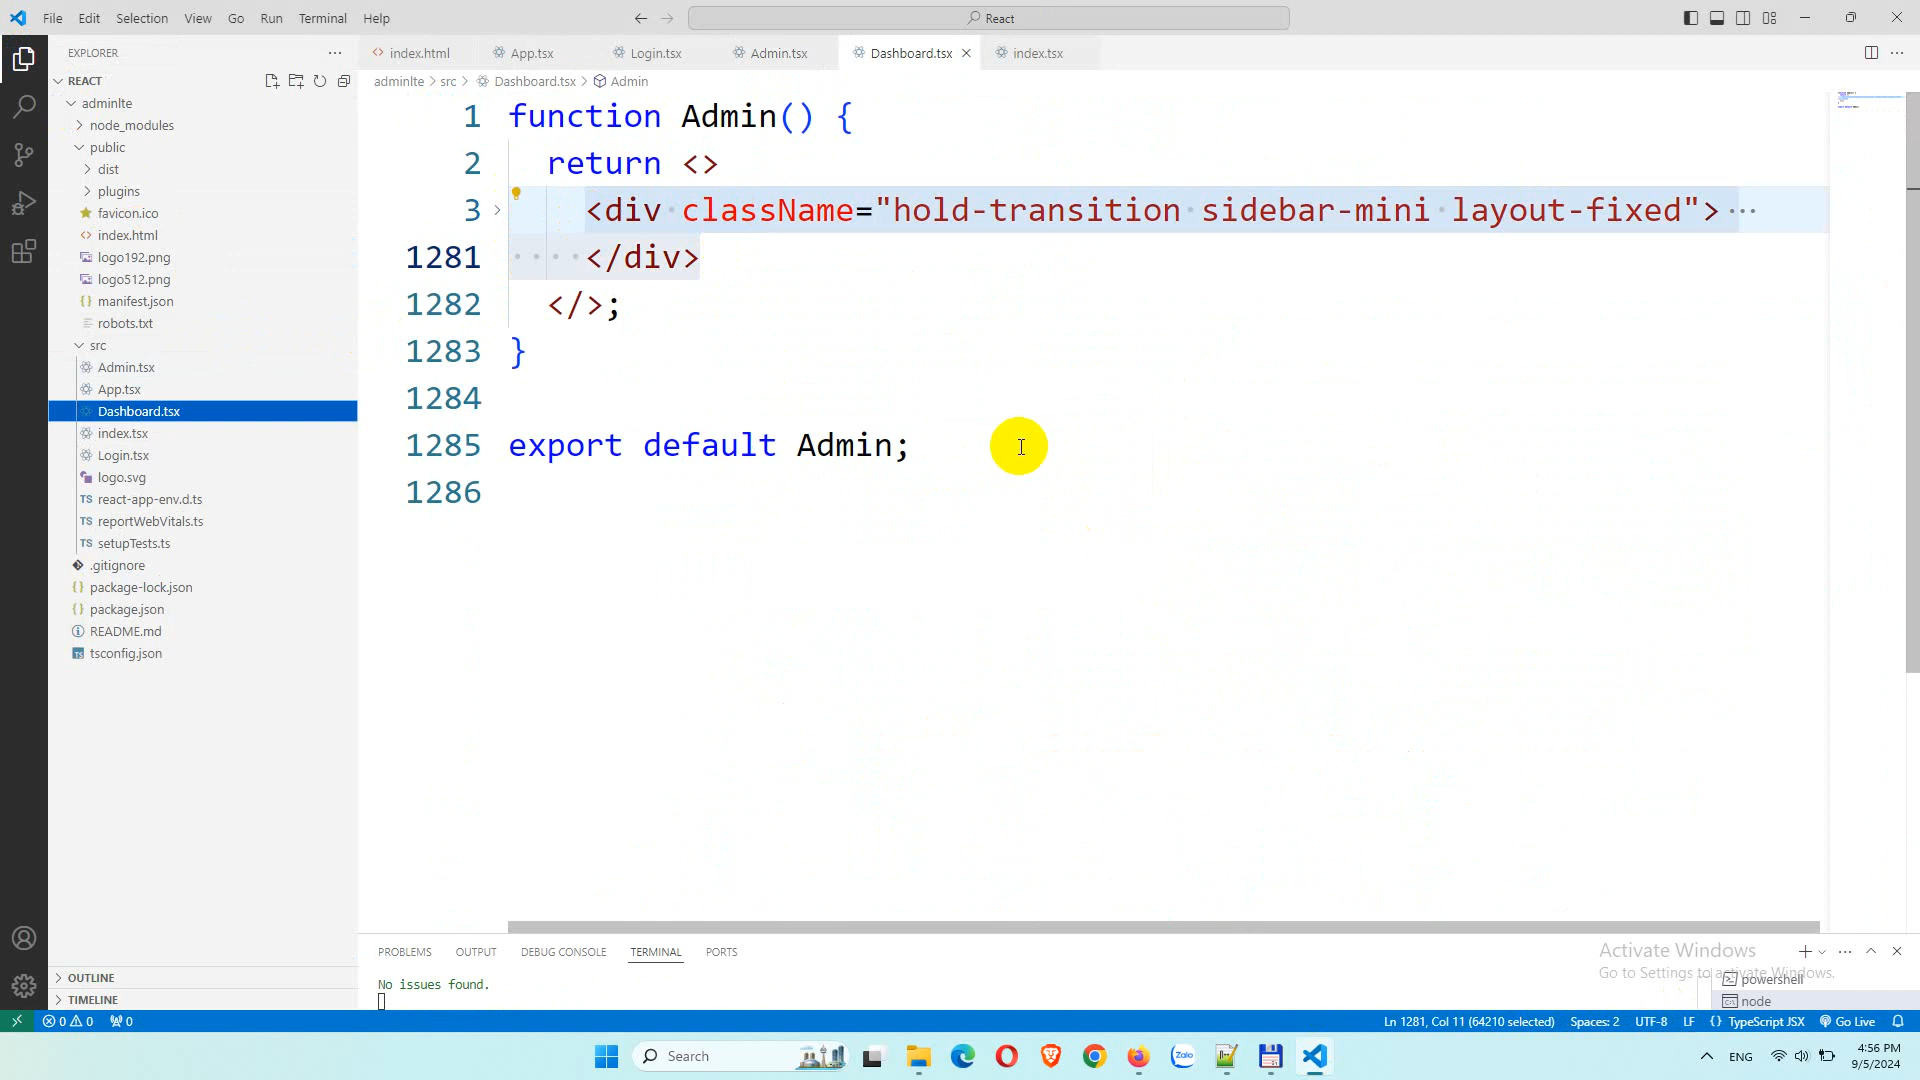 File Edit Selection View Go Run Terminal Help
React
EXPLORER
REACT
adminlte
node_modules
public
dist
plugins
favicon.ico
index.html
logo192.png
logo512.png
manifest.json
robots.txt
src
Admin.tsx
App.tsx
Dashboard.tsx
index.tsx
Login.tsx
logo.svg
react-app-env.d.ts
reportWebVitals.ts
setupTests.ts
.gitignore
package-lock.json
package.json
README.md
tsconfig.json
OUTLINE
TIMELINE
index.html App.tsx Login.tsx Admin.tsx Dashboard.tsx index.tsx
adminlte > src > Dashboard.tsx > Admin
1 function Admin() {
2 return <>
3 <div className="hold-transition sidebar-mini layout-fixed"> ···
1281 </div>
1282 </>;
1283 }
1284
1285 export default Admin;
1286
PROBLEMS OUTPUT DEBUG CONSOLE TERMINAL PORTS
No issues found.
Activate Windows
Go to Settings to activate Windows.
powershell
node
0 0 0 Ln 1281, Col 11 (64210 selected) Spaces: 2 UTF-8 LF TypeScript JSX Go Live
Search
Zalo
ENG
4:56 PM
9/5/2024